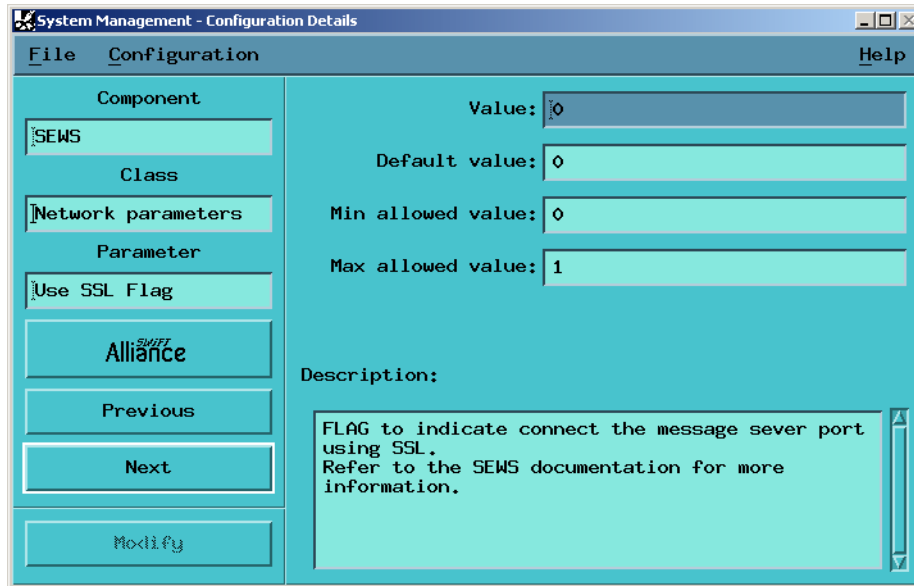 System Management - Configuration Details
File Configuration Help
Component
SEWS
Class
Network parameters
Parameter
Use SSL Flag
SWIFT
Alliance
Previous
Next
Modify
Value: 0
Default value: 0
Min allowed value: 0
Max allowed value: 1
Description:
FLAG to indicate connect the message sever port
using SSL.
Refer to the SEWS documentation for more
information.